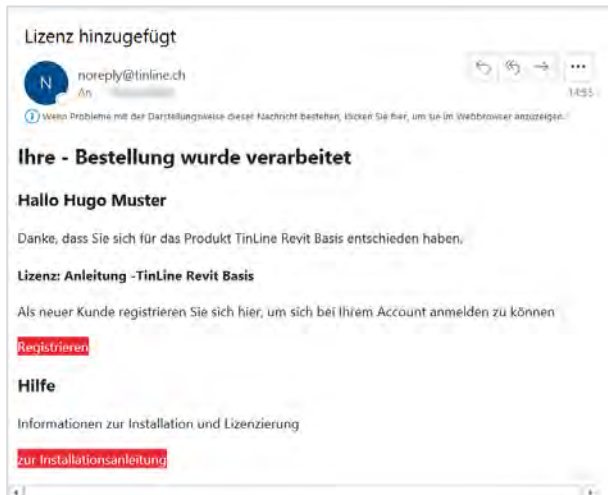 Lizenz hinzugefügt
N
noreply@tinline.ch
An
14:55
Wenn Probleme mit der Darstellungsweise dieser Nachricht bestehen, klicken Sie hier, um sie im Webbrowser anzuzeigen.
Ihre - Bestellung wurde verarbeitet
Hallo Hugo Muster
Danke, dass Sie sich für das Produkt TinLine Revit Basis entschieden haben.
Lizenz: Anleitung -TinLine Revit Basis
Als neuer Kunde registrieren Sie sich hier, um sich bei Ihrem Account anmelden zu können
Registrieren
Hilfe
Informationen zur Installation und Lizenzierung
zur Installationsanleitung